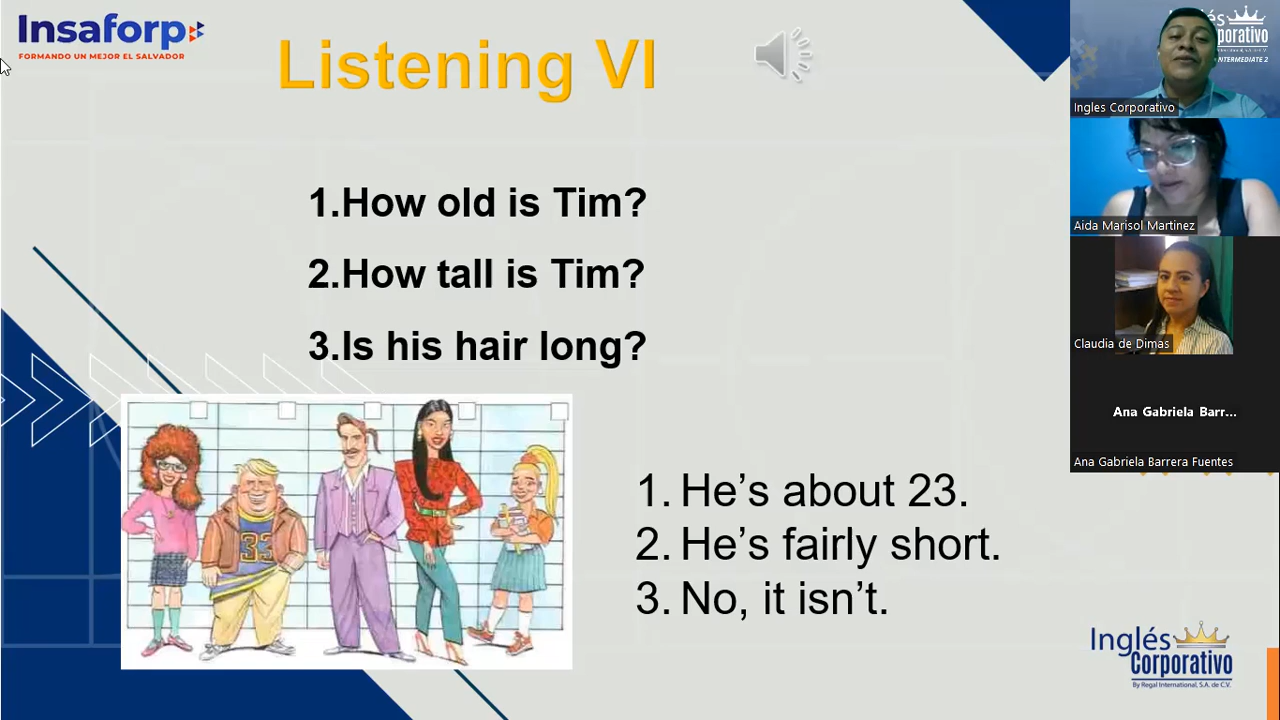 Insaforp
FORMANDO UN MEJOR EL SALVADOR
Listening VI
1.How old is Tim?
2.How tall is Tim?
3.Is his hair long?
33
1. He’s about 23.
2. He’s fairly short.
3. No, it isn’t.
Inglés
Corporativo
By Regal International, S.A. de C.V.
INTERMEDIATE 2
Ingles Corporativo
Aida Marisol Martinez
Claudia de Dimas
Ana Gabriela Barr...
Ana Gabriela Barrera Fuentes